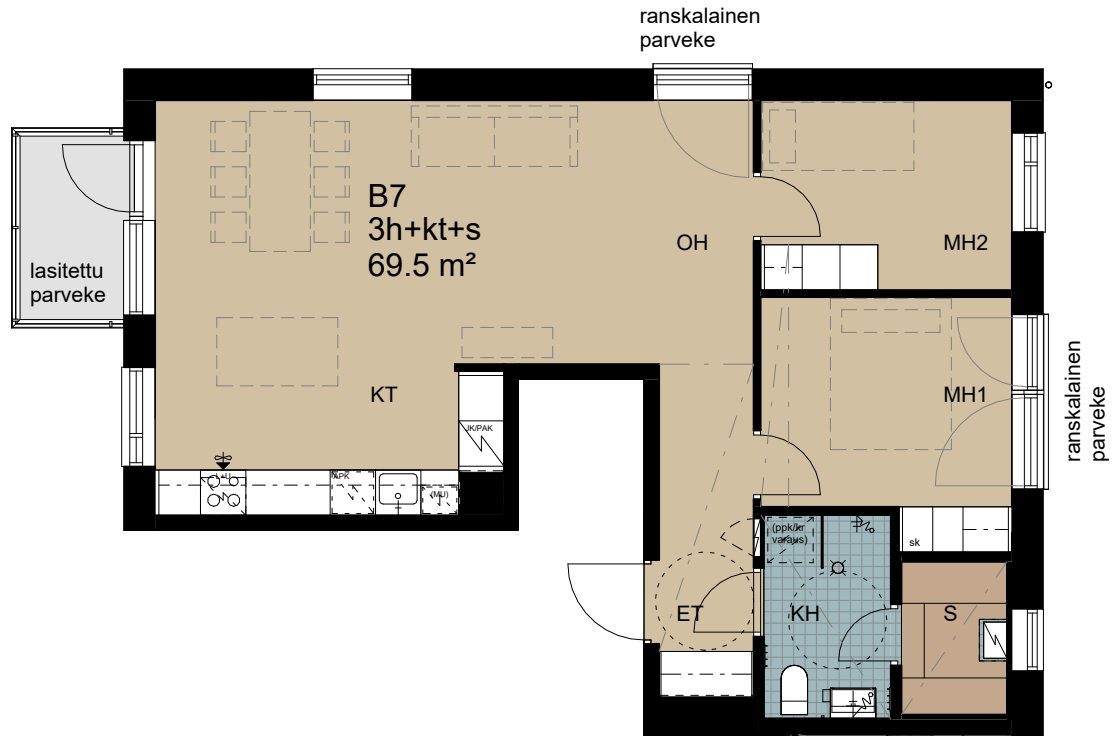 ranskalainen
parveke
B7
3h+kt+s
69.5 m²
OH
MH2
lasitettu
parveke
KT
MH1
ranskalainen
parveke
JK/PAK
APK
(MU)
(ppk/kr
varaus)
sk
ET
KH
S